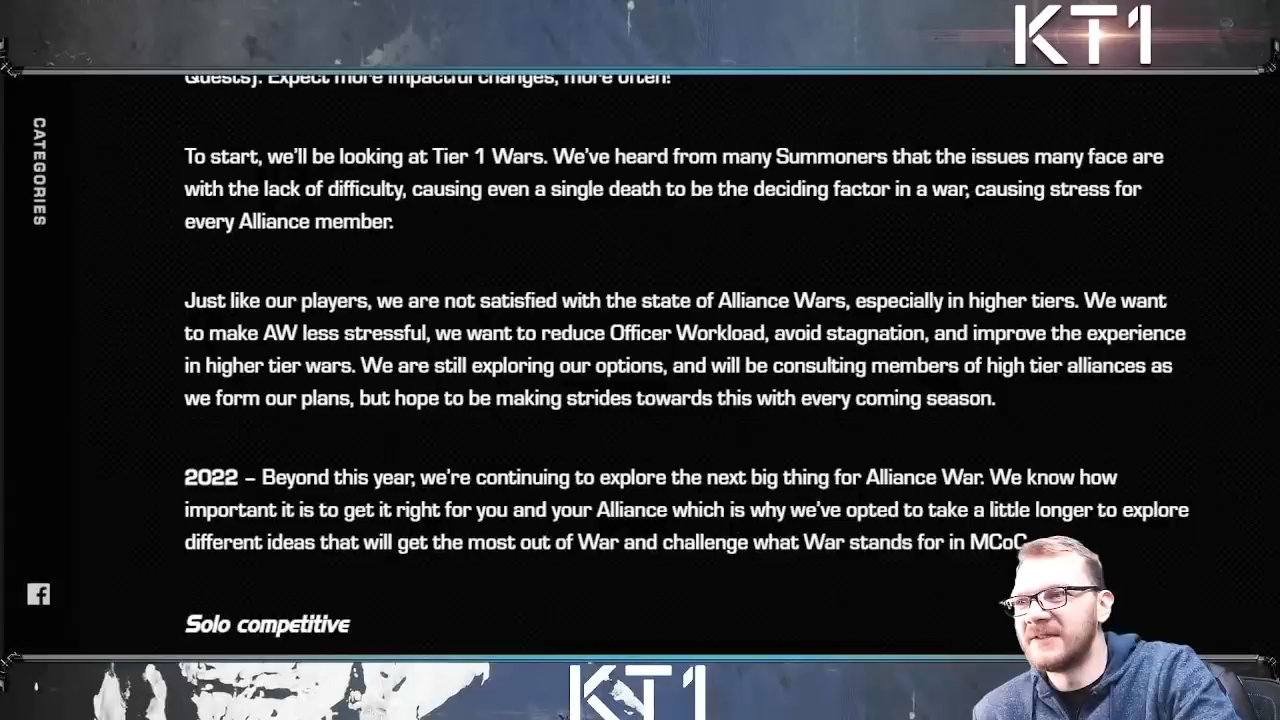 KT1
Quests). Expect more impactful changes, more often!
CATEGORIES
To start, we'll be looking at Tier 1 Wars. We've heard from many Summoners that the issues many face are
with the lack of difficulty, causing even a single death to be the deciding factor in a war, causing stress for
every Alliance member.
Just like our players, we are not satisfied with the state of Alliance Wars, especially in higher tiers. We want
to make AW less stressful, we want to reduce Officer Workload, avoid stagnation, and improve the experience
in higher tier wars. We are still exploring our options, and will be consulting members of high tier alliances as
we form our plans, but hope to be making strides towards this with every coming season.
2022 – Beyond this year, we're continuing to explore the next big thing for Alliance War. We know how
important it is to get it right for you and your Alliance which is why we've opted to take a little longer to explore
different ideas that will get the most out of War and challenge what War stands for in MCoC
Solo competitive
KT1